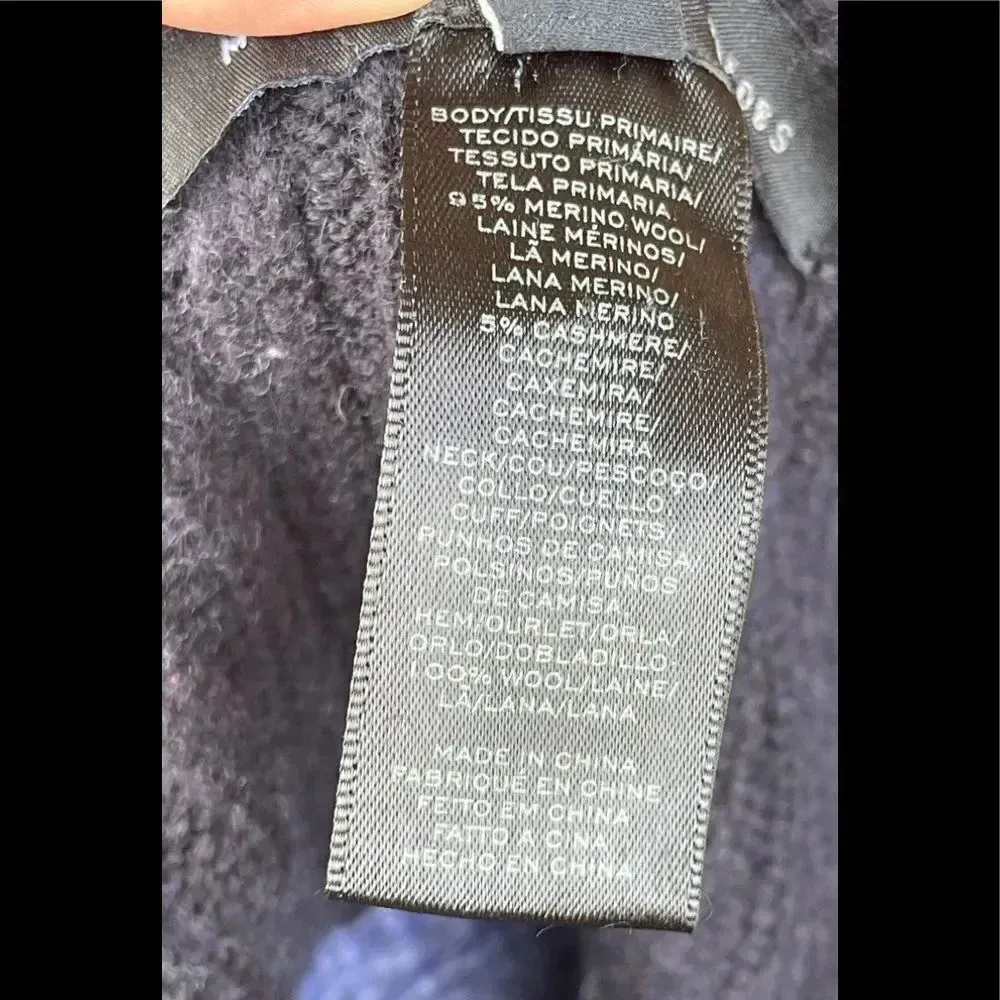 BODY/TISSU PRIMAIRE/
TECIDO PRIMÁRIA/
TESSUTO PRIMARIA/
TELA PRIMARIA
95% MERINO WOOL/
LAINE MÉRINOS/
LÃ MERINO/
LANA MERINO/
LANA MERINO
5% CASHMERE/
CACHEMIRE/
CAXEMIRA/
CACHEMIRE/
CACHEMIRA
NECK/COU/PESCOÇO/
COLLO/CUELLO
CUFF/POIGNETS/
PUNHOS DE CAMISA/
POLSINOS/PUÑOS
DE CAMISA
HEM/OURLET/ORLA/
ORLO/DOBLADILLO:
100% WOOL/LAINE/
LÃ/LANA/LANA
MADE IN CHINA
FABRIQUÉ EN CHINE
FEITO EM CHINA
FATTO A CINA
HECHO EN CHINA